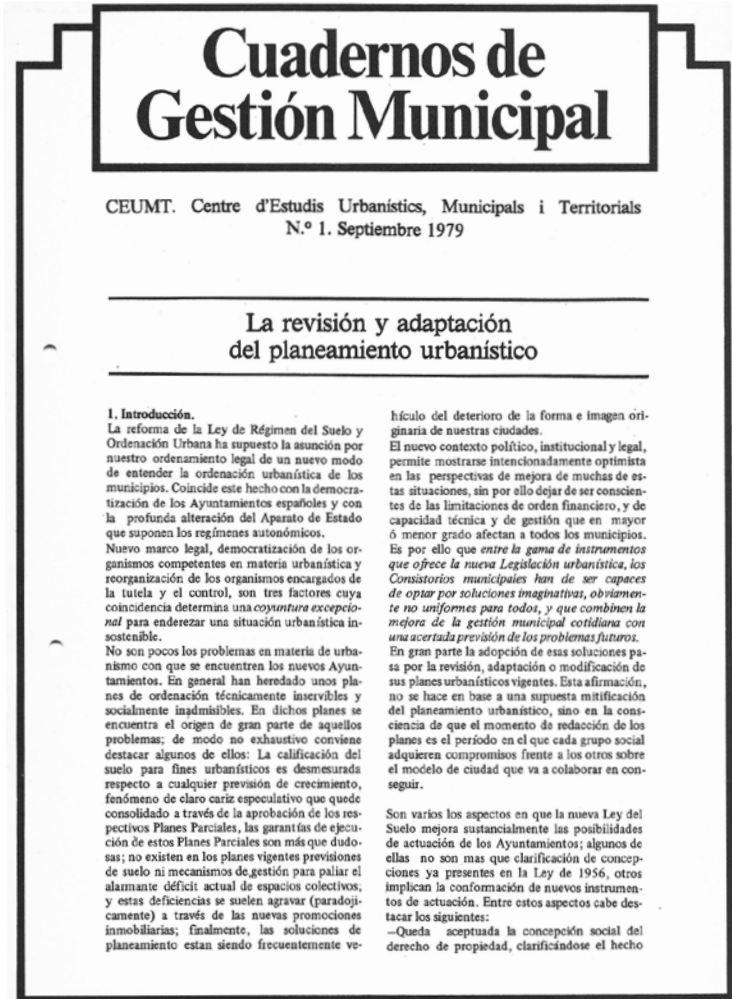 Cuadernos de
Gestión Municipal
CEUMT. Centre d'Estudis Urbanístics, Municipals i Territorials
N.º 1. Septiembre 1979
La revisión y adaptación
del planeamiento urbanístico
1. Introducción.
La reforma de la Ley de Régimen del Suelo y
Ordenación Urbana ha supuesto la asunción por
nuestro ordenamiento legal de un nuevo modo
de entender la ordenación urbanística de los
municipios. Coincide este hecho con la democra-
tización de los Ayuntamientos españoles y con
la profunda alteración del Aparato de Estado
que suponen los regímenes autonómicos.
Nuevo marco legal, democratización de los or-
ganismos competentes en materia urbanística y
reorganización de los organismos encargados de
la tutela y el control, son tres factores cuya
coincidencia determina una coyuntura excepcio-
nal para enderezar una situación urbanística in-
sostenible.
No son pocos los problemas en materia de urba-
nismo con que se encuentren los nuevos Ayun-
tamientos. En general han heredado unos pla-
nes de ordenación técnicamente inservibles y
socialmente inadmisibles. En dichos planes se
encuentra el origen de gran parte de aquellos
problemas; de modo no exhaustivo conviene
destacar algunos de ellos: La calificación del
suelo para fines urbanísticos es desmesurada
respecto a cualquier previsión de crecimiento,
fenómeno de claro cariz especulativo que quede
consolidado a través de la aprobación de los res-
pectivos Planes Parciales, las garantías de ejecu-
ción de estos Planes Parciales son más que dudo-
sas; no existen en los planes vigentes previsiones
de suelo ni mecanismos de gestión para paliar el
alarmante déficit actual de espacios colectivos,
y estas deficiencias se suelen agravar (paradoji-
camente) a través de las nuevas promociones
inmobiliarias; finalmente, las soluciones de
planeamiento estan siendo frecuentemente ve-
hículo del deterioro de la forma e imagen ori-
ginaria de nuestras ciudades.
El nuevo contexto político, institucional y legal,
permite mostrarse intencionadamente optimista
en las perspectivas de mejora de muchas de es-
tas situaciones, sin por ello dejar de ser conscien-
tes de las limitaciones de orden financiero, y de
capacidad técnica y de gestión que en mayor
ó menor grado afectan a todos los municipios.
Es por ello que entre la gama de instrumentos
que ofrece la nueva Legislación urbanística, los
Consistorios municipales han de ser capaces
de optar por soluciones imaginativas, obviamen-
te no uniformes para todos, y que combinen la
mejora de la gestión municipal cotidiana con
una acertada previsión de los problemas futuros.
En gran parte la adopción de esas soluciones pa-
sa por la revisión, adaptación o modificación de
sus planes urbanísticos vigentes. Esta afirmación,
no se hace en base a una supuesta mitificación
del planeamiento urbanístico, sino en la cons-
ciencia de que el momento de redacción de los
planes es el período en el que cada grupo social
adquieren compromisos frente a los otros sobre
el modelo de ciudad que va a colaborar en con-
seguir.
Son varios los aspectos en que la nueva Ley del
Suelo mejora sustancialmente las posibilidades
de actuación de los Ayuntamientos; algunos de
ellas no son mas que clarificación de concep-
ciones ya presentes en la Ley de 1956, otros
implican la conformación de nuevos instrumen-
tos de actuación. Entre estos aspectos cabe des-
tacar los siguientes:
—Queda aceptuada la concepción social del
derecho de propiedad, clarificándose el hecho